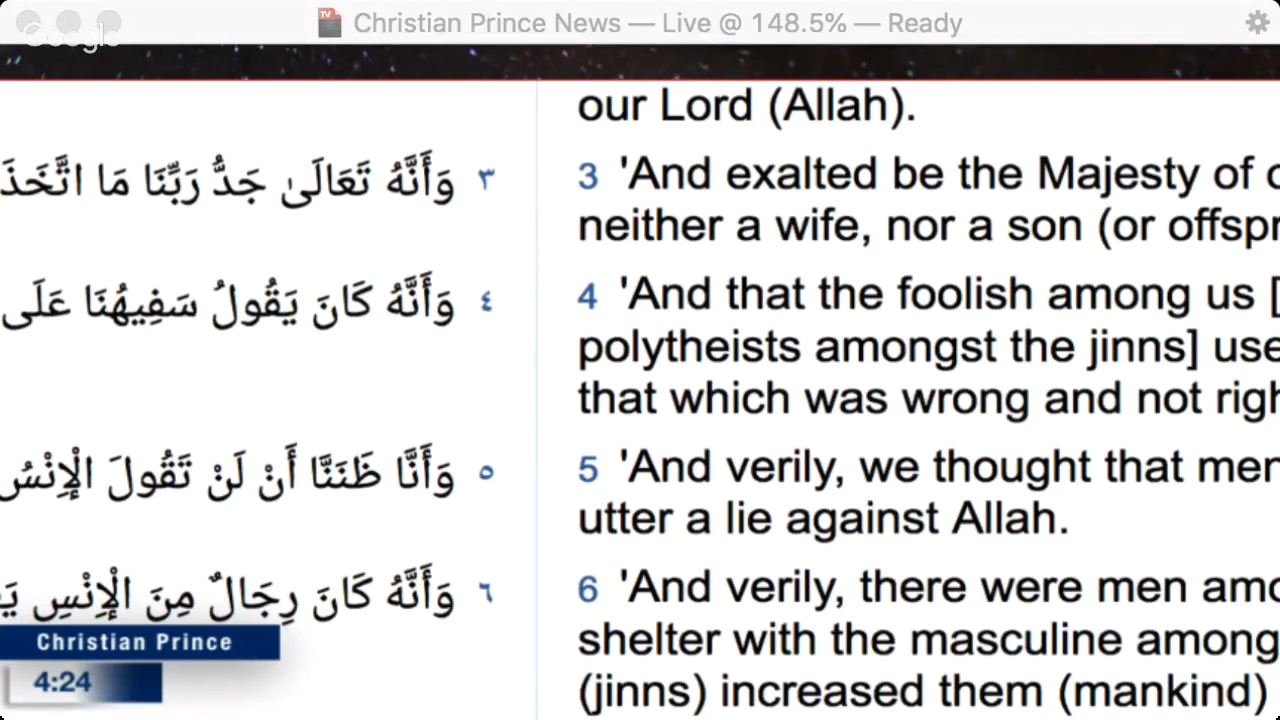 Google
TV Christian Prince News — Live @ 148.5% — Ready
our Lord (Allah).
٣ وَأَنَّهُ تَعَالَىٰ جَدُّ رَبِّنَا مَا اتَّخَذَ
3 'And exalted be the Majesty of
neither a wife, nor a son (or offspr
٤ وَأَنَّهُ كَانَ يَقُولُ سَفِيهُنَا عَلَى
4 'And that the foolish among us [
polytheists amongst the jinns] use
that which was wrong and not righ
٥ وَأَنَّا ظَنَنَّا أَنْ لَنْ تَقُولَ الْإِنْسُ
5 'And verily, we thought that men
utter a lie against Allah.
٦ وَأَنَّهُ كَانَ رِجَالٌ مِنَ الْإِنْسِ
6 'And verily, there were men amo
shelter with the masculine among
(jinns) increased them (mankind)
Christian Prince
4:24